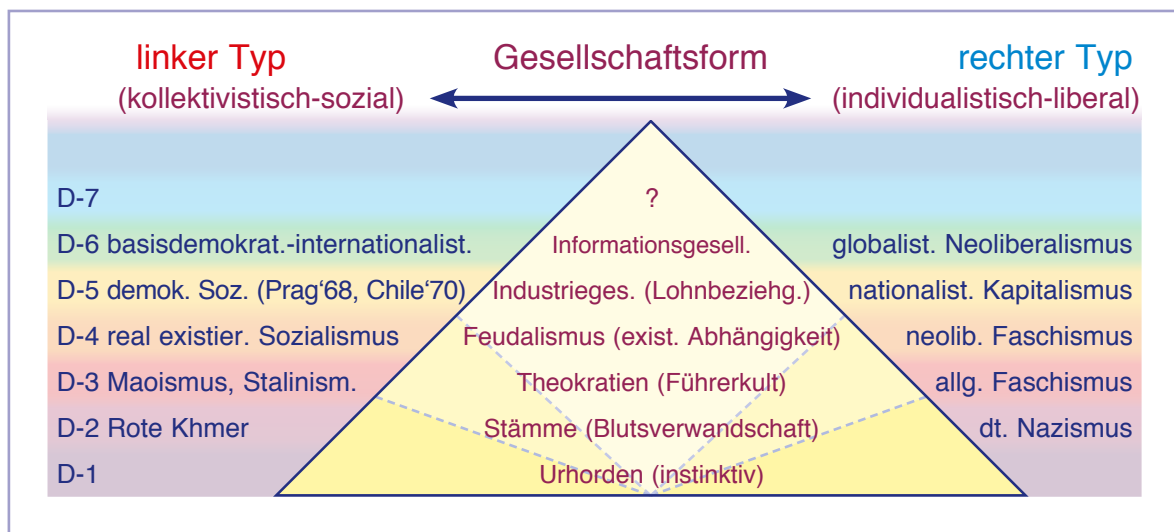 linker Typ Gesellschaftsform rechter Typ
(kollektivistisch-sozial) (individualistisch-liberal)
D-7 ?
D-6 basisdemokrat.-internationalist. Informationsgesell. globalist. Neoliberalismus
D-5 demok. Soz. (Prag‘68, Chile‘70) Industrieges. (Lohnbeziehg.) nationalist. Kapitalismus
D-4 real existier. Sozialismus Feudalismus (exist. Abhängigkeit) neolib. Faschismus
D-3 Maoismus, Stalinism. Theokratien (Führerkult) allg. Faschismus
D-2 Rote Khmer Stämme (Blutsverwandschaft) dt. Nazismus
D-1 Urhorden (instinktiv)